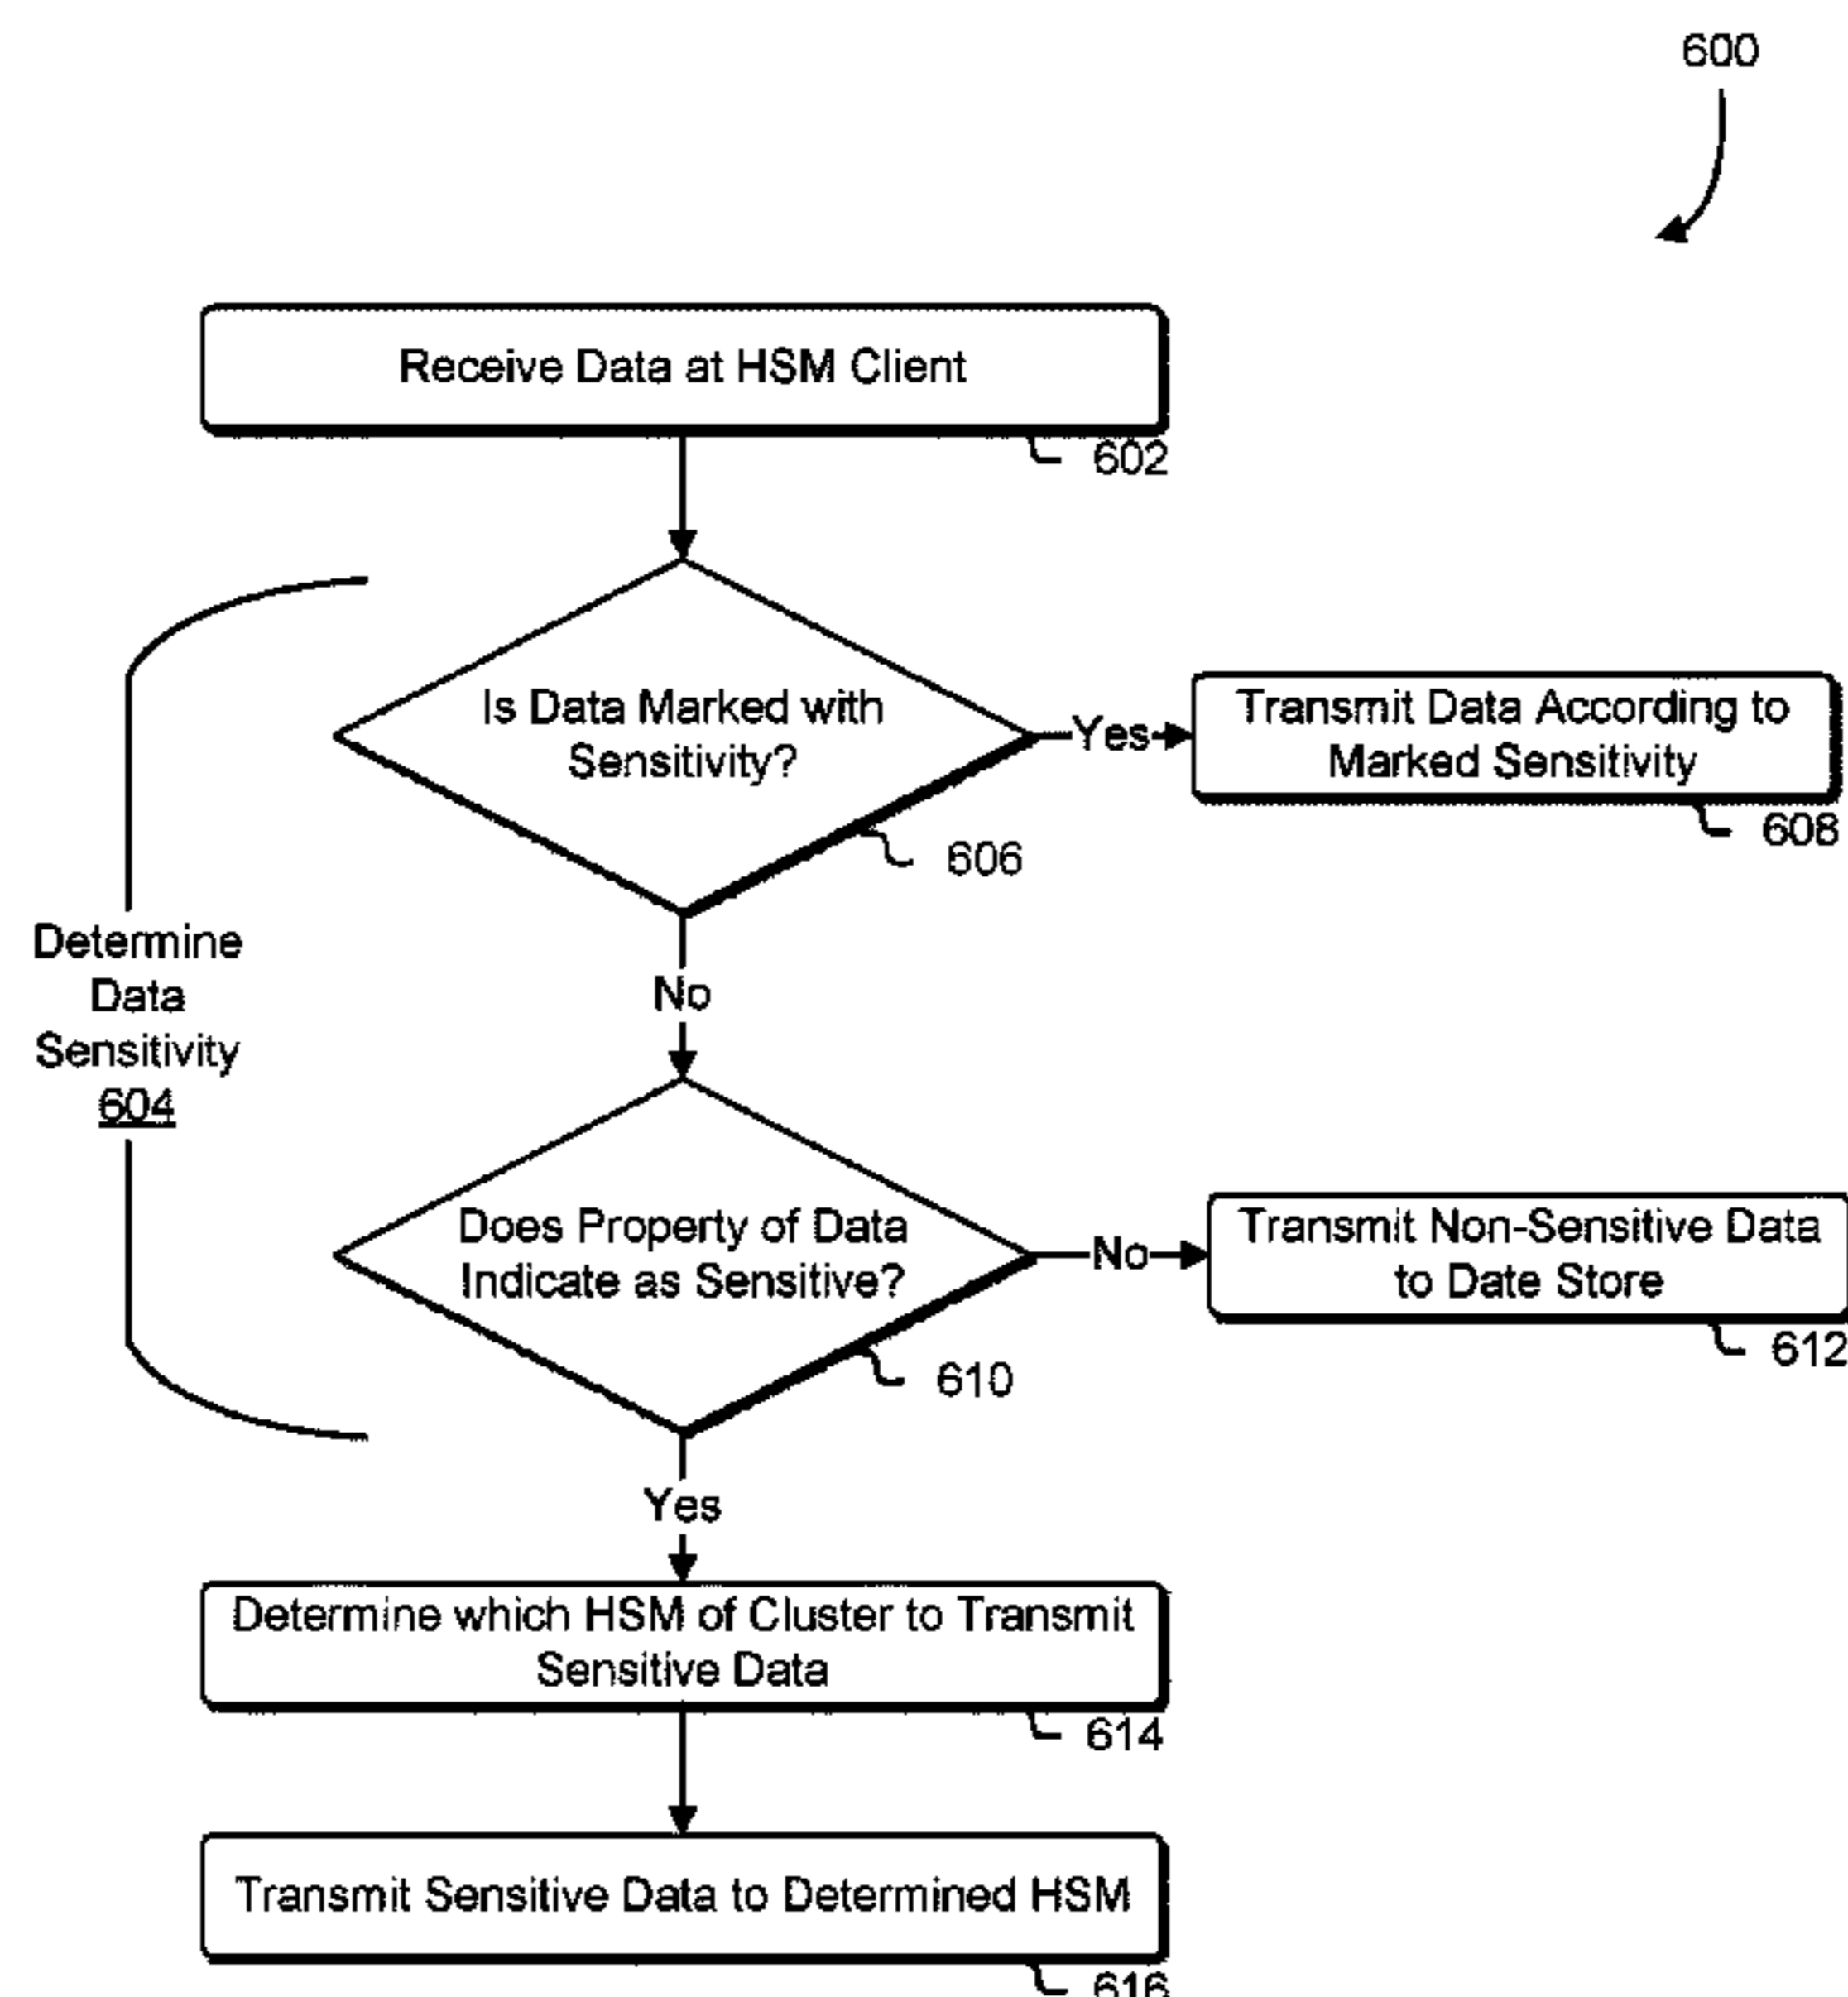 600
Receive Data at HSM Client
602
Is Data Marked with
Sensitivity?
606
Yes
Transmit Data According to
Marked Sensitivity
608
Determine
Data
Sensitivity
604
No
Does Property of Data
Indicate as Sensitive?
610
No
Transmit Non-Sensitive Data
to Date Store
612
Yes
Determine which HSM of Cluster to Transmit
Sensitive Data
614
Transmit Sensitive Data to Determined HSM
616